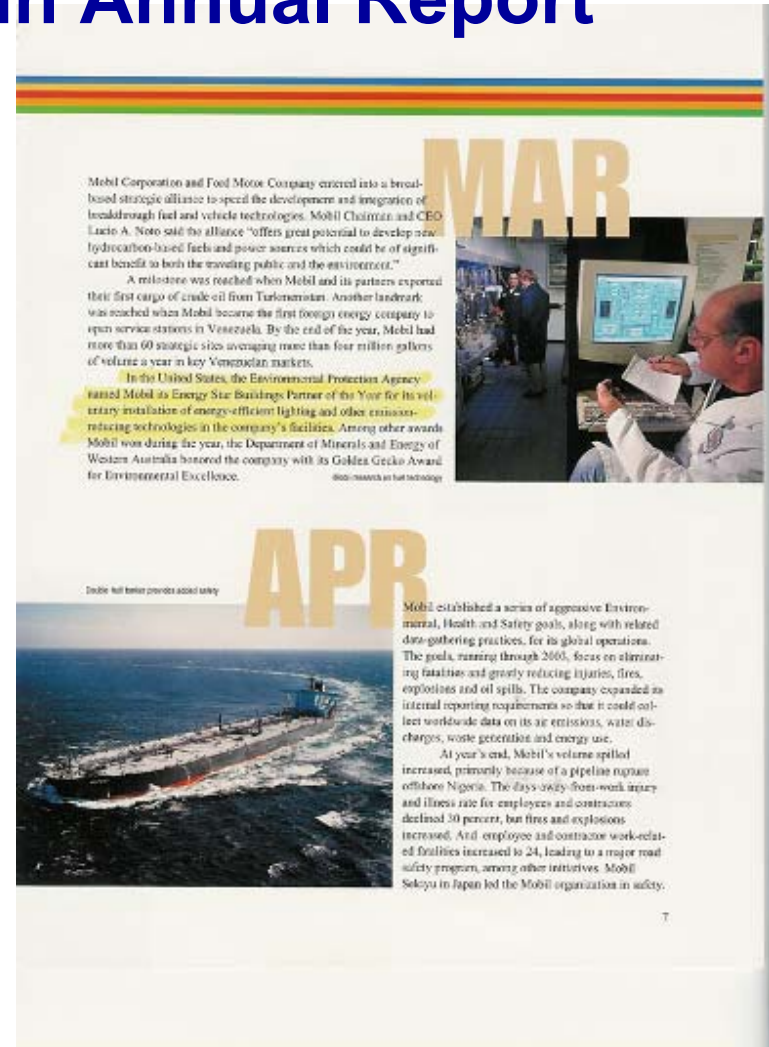 in Annual Report
MAR
Mobil Corporation and Ford Motor Company entered into a broad-
based strategic alliance to speed the development and integration of
breakthrough fuel and vehicle technologies. Mobil Chairman and CEO
Lucio A. Noto said the alliance “offers great potential to develop new
hydrocarbon-based fuels and power sources which could be of signifi-
cant benefit to both the traveling public and the environment.”
A milestone was reached when Mobil and its partners exported
their first cargo of crude oil from Turkmenistan. Another landmark
was reached when Mobil became the first foreign energy company to
open service stations in Venezuela. By the end of the year, Mobil had
more than 60 strategic sites averaging more than four million gallons
of volume a year in key Venezuelan markets.
In the United States, the Environmental Protection Agency
named Mobil its Energy Star Buildings Partner of the Year for its vol-
untary installation of energy-efficient lighting and other emission-
reducing technologies in the company’s facilities. Among other awards
Mobil won during the year, the Department of Minerals and Energy of
Western Australia honored the company with its Golden Gecko Award
for Environmental Excellence.
research on fuel technology
APR
Double-hull tanker provides added safety
Mobil established a series of aggressive Environ-
mental, Health and Safety goals, along with related
data-gathering practices, for its global operations.
The goals, running through 2003, focus on eliminat-
ing fatalities and greatly reducing injuries, fires,
explosions and oil spills. The company expanded its
internal reporting requirements so that it could col-
lect worldwide data on its air emissions, water dis-
charges, waste generation and energy use.
At year’s end, Mobil’s volume spilled
increased, primarily because of a pipeline rupture
offshore Nigeria. The days-away-from-work injury
and illness rate for employees and contractors
declined 30 percent, but fires and explosions
increased. And employee and contractor work-relat-
ed fatalities increased to 24, leading to a major road
safety program, among other initiatives. Mobil
Sekiyu in Japan led the Mobil organization in safety.
7